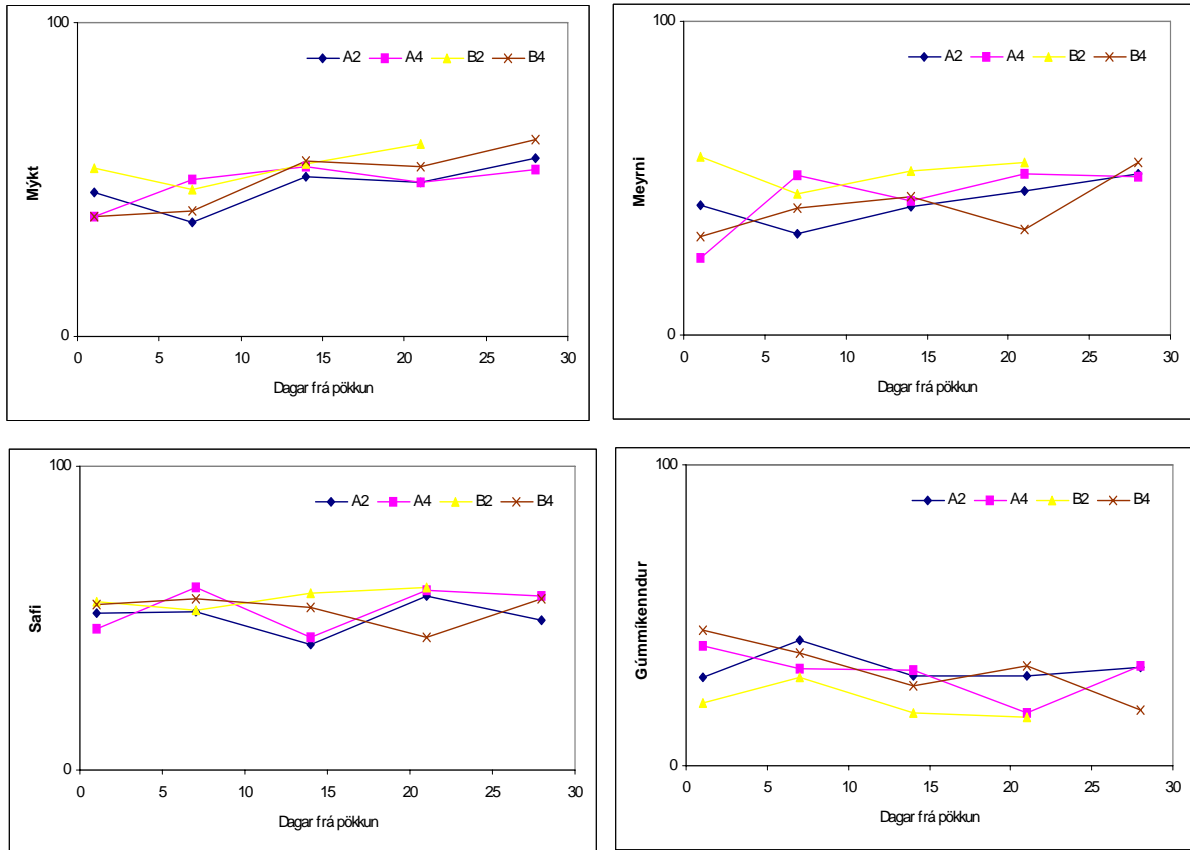 100
A2 A4 B2 B4
Mýkt
0
0 5 10 15 20 25 30
Dagar frá pökkun
100
A2 A4 B2 B4
Meyrni
0
0 5 10 15 20 25 30
Dagar frá pökkun
100
A2 A4 B2 B4
Safi
0
0 5 10 15 20 25 30
Dagar frá pökkun
100
A2 A4 B2 B4
Gúmmíkenndur
0
0 5 10 15 20 25 30
Dagar frá pökkun